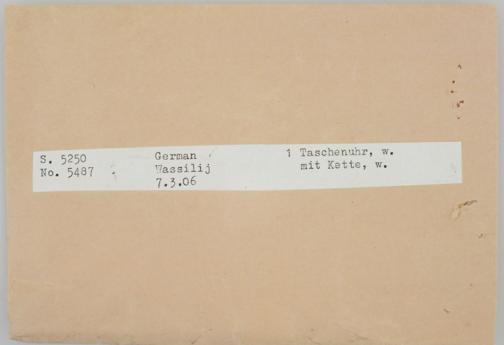 S. 5250 German 1 Taschenuhr, w.
No. 5487 Wassilij mit Kette, w.
7.3.06